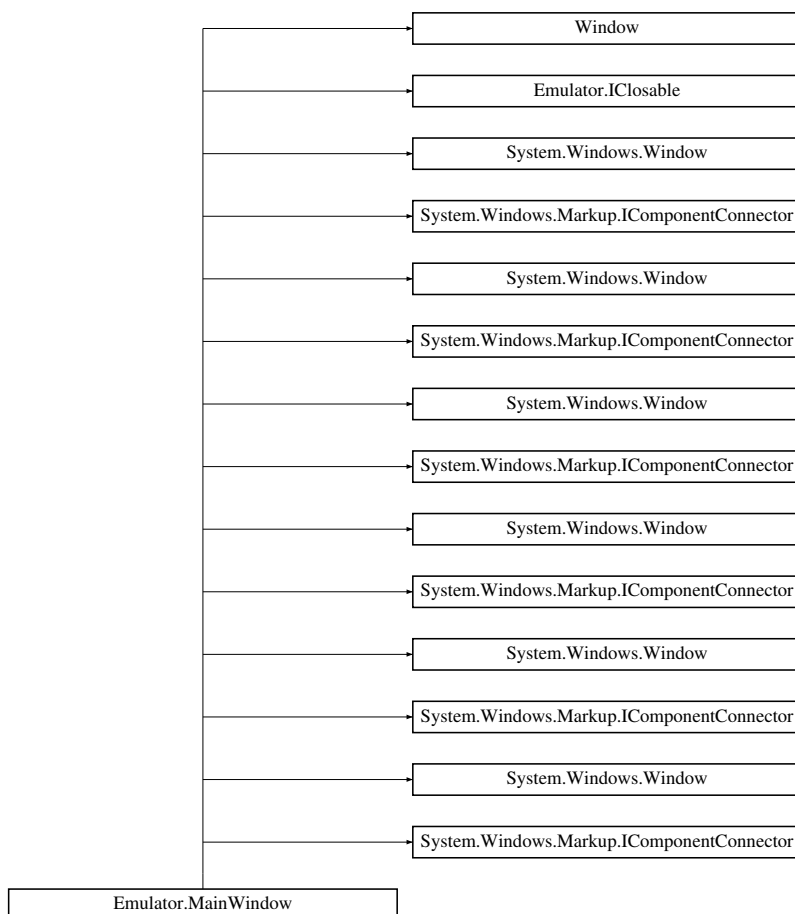 Window
Emulator.IClosable
System.Windows.Window
System.Windows.Markup.IComponentConnector
System.Windows.Window
System.Windows.Markup.IComponentConnector
System.Windows.Window
System.Windows.Markup.IComponentConnector
System.Windows.Window
System.Windows.Markup.IComponentConnector
System.Windows.Window
System.Windows.Markup.IComponentConnector
System.Windows.Window
System.Windows.Markup.IComponentConnector
Emulator.MainWindow